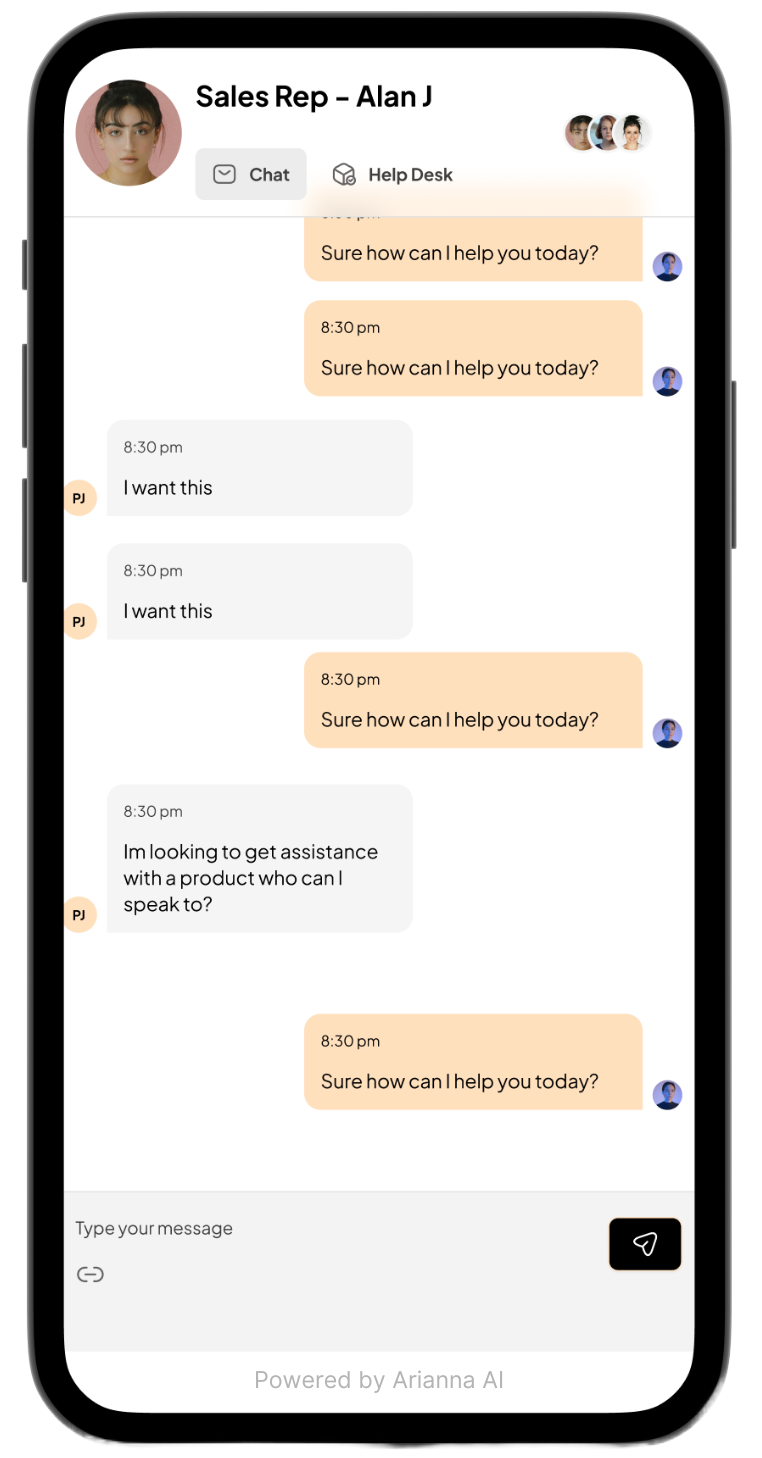 Sales Rep – Alan J
Chat
Help Desk
Sure how can I help you today?
8:30 pm
Sure how can I help you today?
8:30 pm
I want this
PJ
8:30 pm
I want this
PJ
8:30 pm
Sure how can I help you today?
8:30 pm
Im looking to get assistance
with a product who can I
speak to?
PJ
8:30 pm
Sure how can I help you today?
Type your message
Powered by Arianna AI